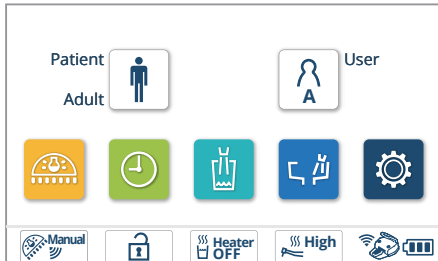 Patient
User
Adult
A
Manual
Heater
OFF
High